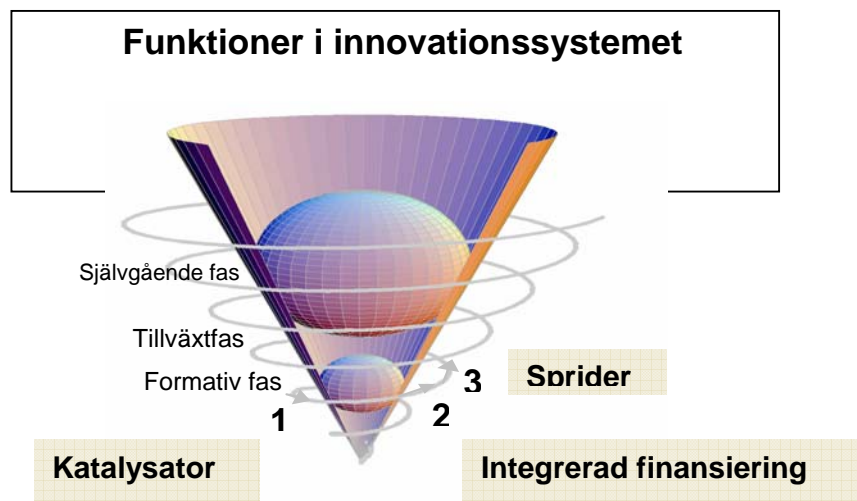 Funktioner i innovationssystemet
Självgående fas
Tillväxtfas
Formativ fas
3
Sprider
1
2
Katalysator
Integrerad finansiering